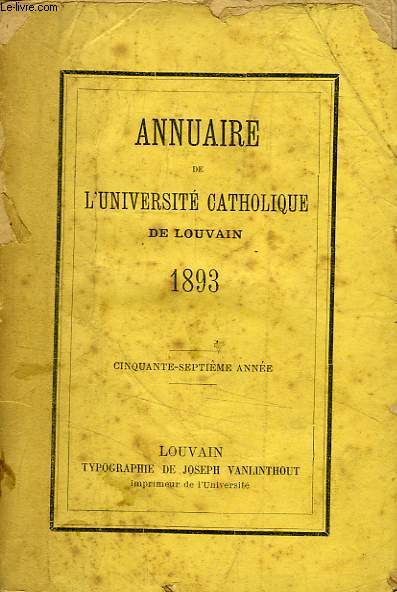 Le-livre.com
ANNUAIRE
DE
L'UNIVERSITÉ CATHOLIQUE
DE LOUVAIN
1893
CINQUANTE-SEPTIÈME ANNÉE
LOUVAIN
TYPOGRAPHIE DE JOSEPH VANLINTHOUT
imprimeur de l'Université